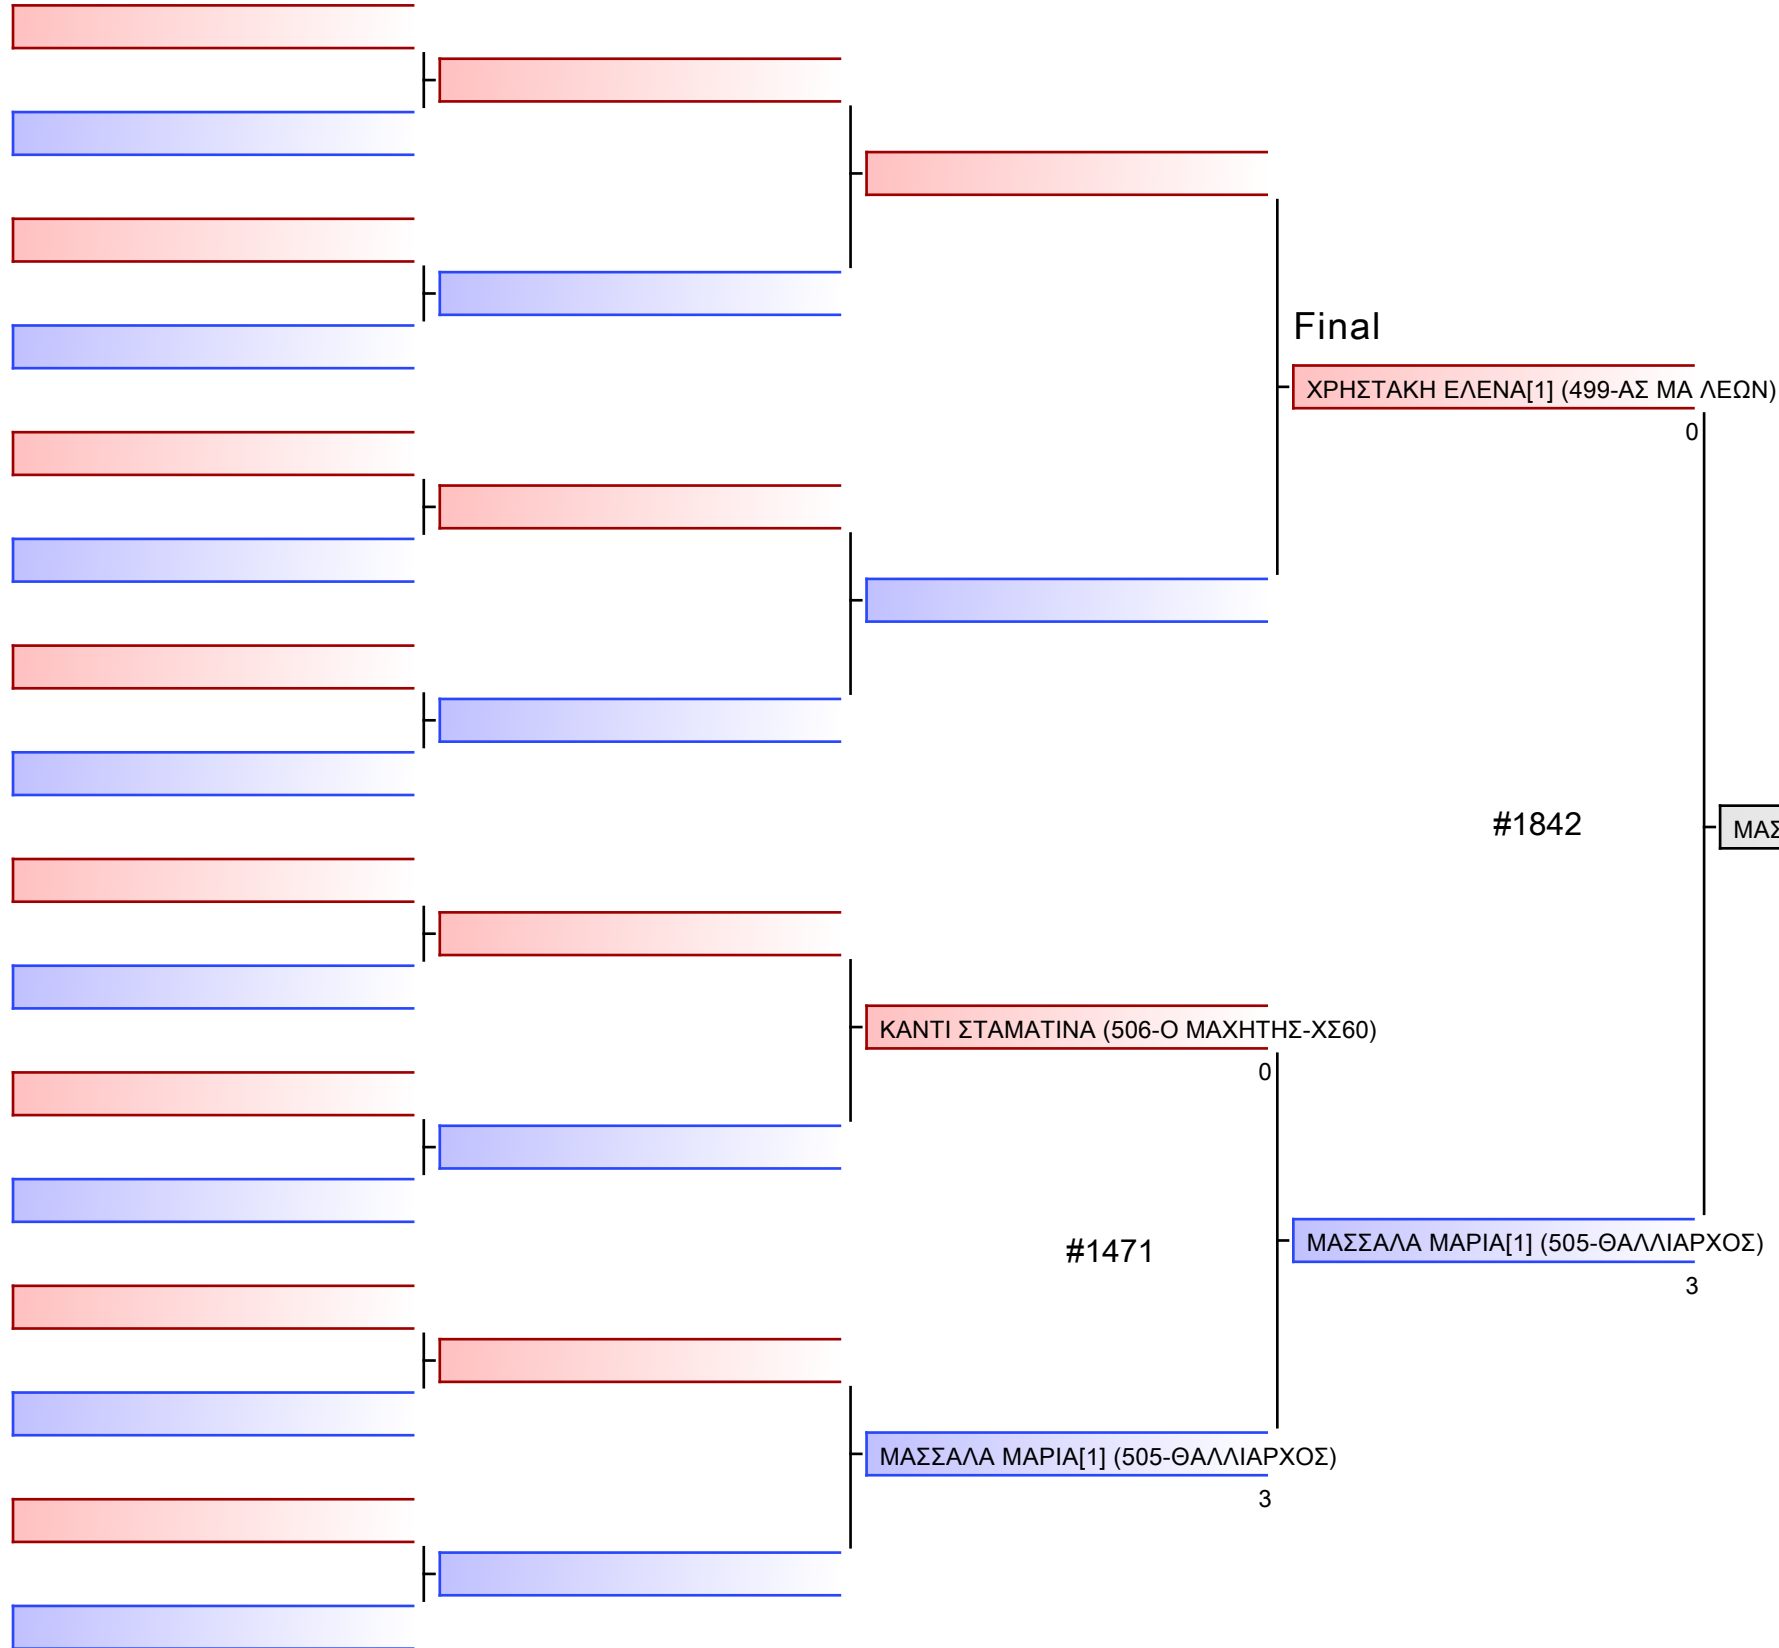 Final
ΧΡΗΣΤΑΚΗ ΕΛΕΝΑ[1] (499-ΑΣ ΜΑ ΛΕΩΝ)
0
#1842
ΜΑΣ
ΚΑΝΤΙ ΣΤΑΜΑΤΙΝΑ (506-Ο ΜΑΧΗΤΗΣ-ΧΣ60)
0
#1471
ΜΑΣΣΑΛΑ ΜΑΡΙΑ[1] (505-ΘΑΛΛΙΑΡΧΟΣ)
3
ΜΑΣΣΑΛΑ ΜΑΡΙΑ[1] (505-ΘΑΛΛΙΑΡΧΟΣ)
3